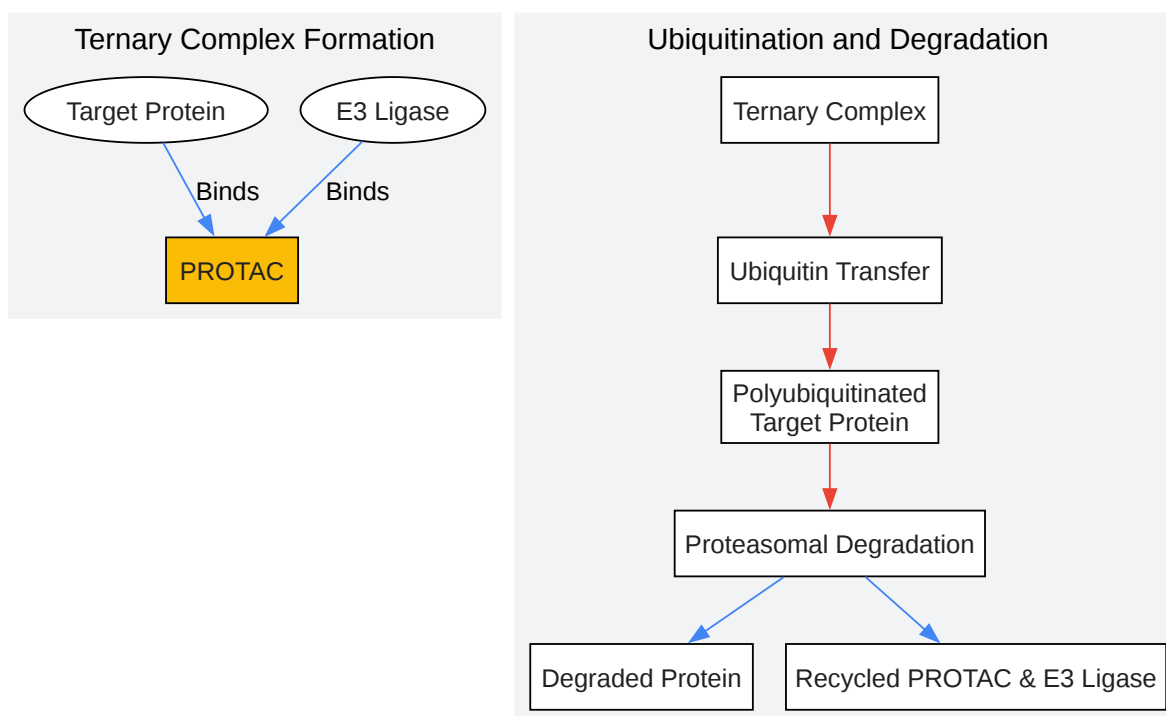 Ternary Complex Formation
Target Protein
E3 Ligase
Binds
Binds
PROTAC
Ubiquitination and Degradation
Ternary Complex
Ubiquitin Transfer
Polyubiquitinated
Target Protein
Proteasomal Degradation
Degraded Protein
Recycled PROTAC & E3 Ligase